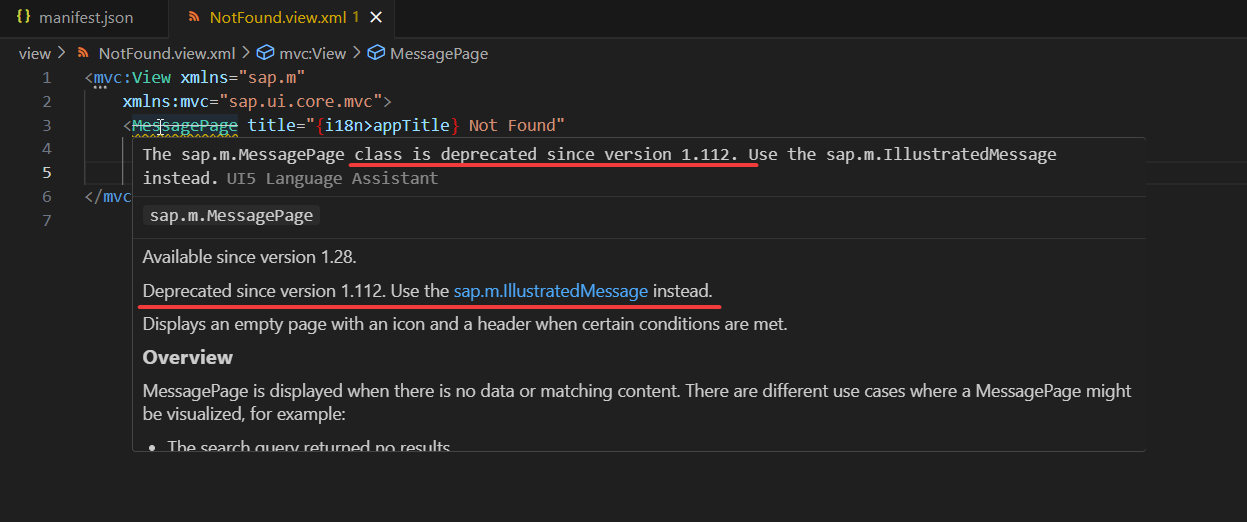 {} manifest.json NotFound.view.xml 1 ✕
view > NotFound.view.xml > mvc:View > MessagePage
1 <mvc:View xmlns="sap.m"
2 xmlns:mvc="sap.ui.core.mvc">
3 <MessagePage title="{i18n>appTitle} Not Found"
4
The sap.m.MessagePage class is deprecated since version 1.112. Use the sap.m.IllustratedMessage
5
instead. UI5 Language Assistant
6 </mvc
sap.m.MessagePage
7
Available since version 1.28.
Deprecated since version 1.112. Use the sap.m.IllustratedMessage instead.
Displays an empty page with an icon and a header when certain conditions are met.
Overview
MessagePage is displayed when there is no data or matching content. There are different use cases where a MessagePage might
be visualized, for example:
• The search query returned no results